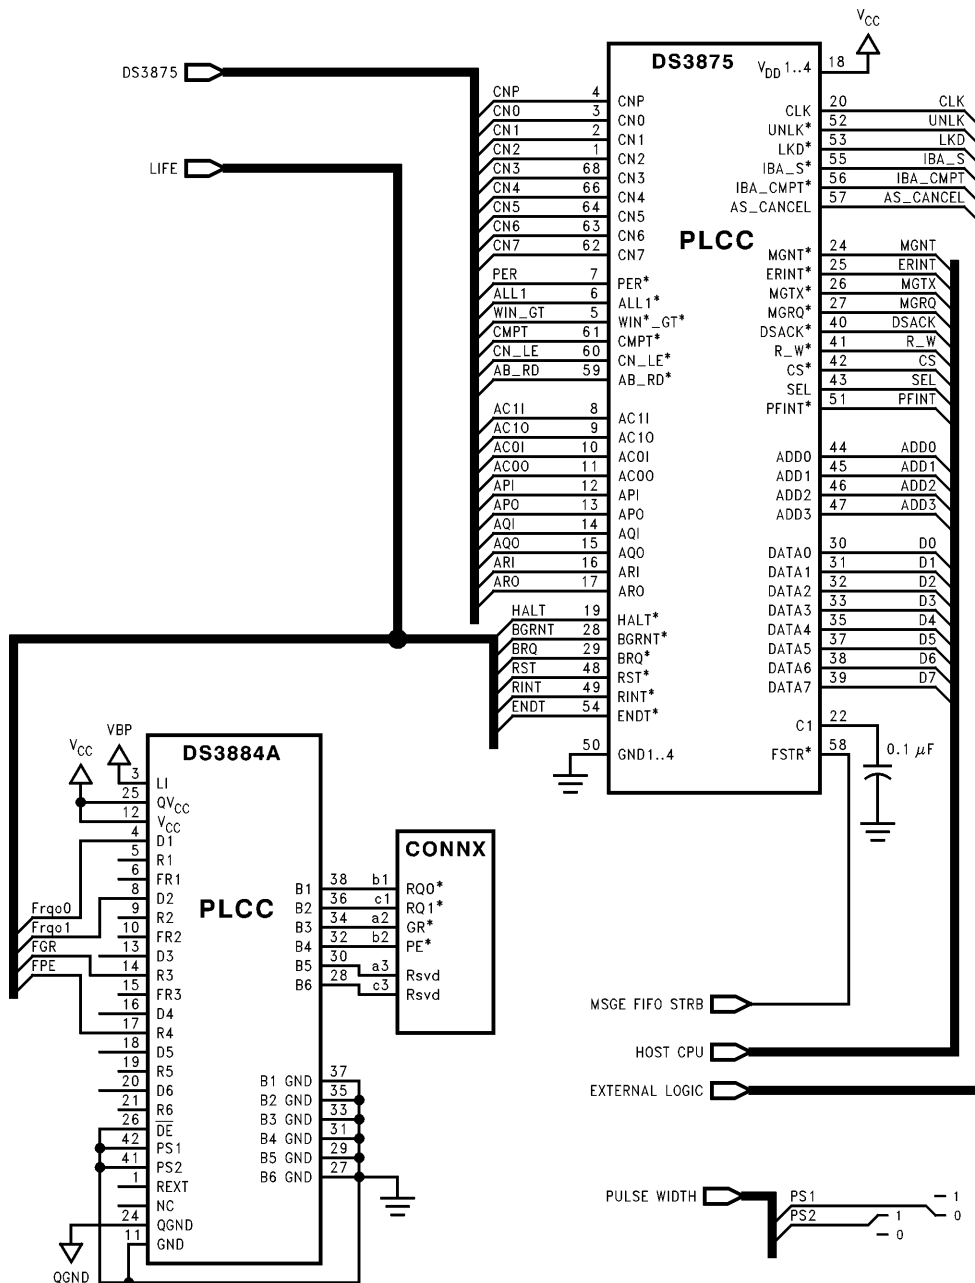 DS3875
LIFE
DS3875
PLCC
VCC
VDD 1..4 18
CNP 4 CNP
CN0 3 CN0
CN1 2 CN1
CN2 1 CN2
CN3 68 CN3
CN4 66 CN4
CN5 64 CN5
CN6 63 CN6
CN7 62 CN7
PER 7 PER*
ALL1 6 ALL1*
WIN_GT 5 WIN*_GT*
CMPT 61 CMPT*
CN_LE 60 CN_LE*
AB_RD 59 AB_RD*
AC1I 8 AC1I
AC1O 9 AC1O
AC0I 10 AC0I
AC0O 11 AC0O
API 12 API
APO 13 APO
AQI 14 AQI
AQO 15 AQO
ARI 16 ARI
ARO 17 ARO
HALT 19 HALT*
BGRNT 28 BGRNT*
BRQ 29 BRQ*
RST 48 RST*
RINT 49 RINT*
ENDT 54 ENDT*
50 GND1..4
CLK 20 CLK
UNLK* 52 UNLK
LKD* 53 LKD
IBA_S* 55 IBA_S
IBA_CMPT* 56 IBA_CMPT
AS_CANCEL 57 AS_CANCEL
MGNT* 24 MGNT
ERINT* 25 ERINT
MGTX* 26 MGTX
MGRQ* 27 MGRQ
DSACK* 40 DSACK
R_W* 41 R_W
CS* 42 CS
SEL 43 SEL
PFINT* 51 PFINT
ADD0 44 ADD0
ADD1 45 ADD1
ADD2 46 ADD2
ADD3 47 ADD3
DATA0 30 D0
DATA1 31 D1
DATA2 32 D2
DATA3 33 D3
DATA4 35 D4
DATA5 37 D5
DATA6 38 D6
DATA7 39 D7
C1 22
0.1 µF
FSTR* 58
VBP
VCC
DS3884A
PLCC
3 LI
25 QVCC
12 VCC
4 D1
5 R1
6 FR1
8 D2
9 R2
10 FR2
13 D3
14 R3
15 FR3
16 D4
17 R4
18 D5
19 R5
20 D6
21 R6
26 DE
42 PS1
41 PS2
1 REXT
NC
24 QGND
11 GND
Frqo0
Frqo1
FGR
FPE
QGND
CONNX
B1 38 b1 RQ0*
B2 36 c1 RQ1*
B3 34 a2 GR*
B4 32 b2 PE*
B5 30 a3 Rsvd
B6 28 c3 Rsvd
B1 GND 37
B2 GND 35
B3 GND 33
B4 GND 31
B5 GND 29
B6 GND 27
MSGE FIFO STRB
HOST CPU
EXTERNAL LOGIC
PULSE WIDTH
PS1 1
0
PS2 1
0